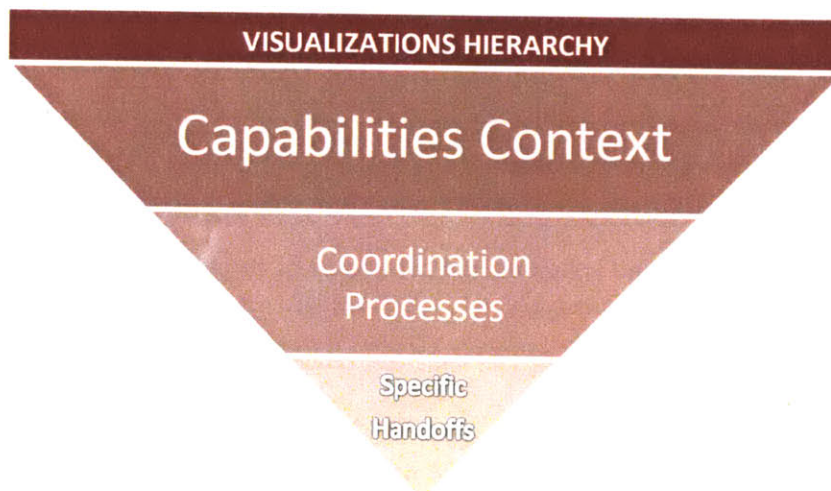 VISUALIZATIONS HIERARCHY
Capabilities Context
Coordination
Processes
Specific
Handoffs